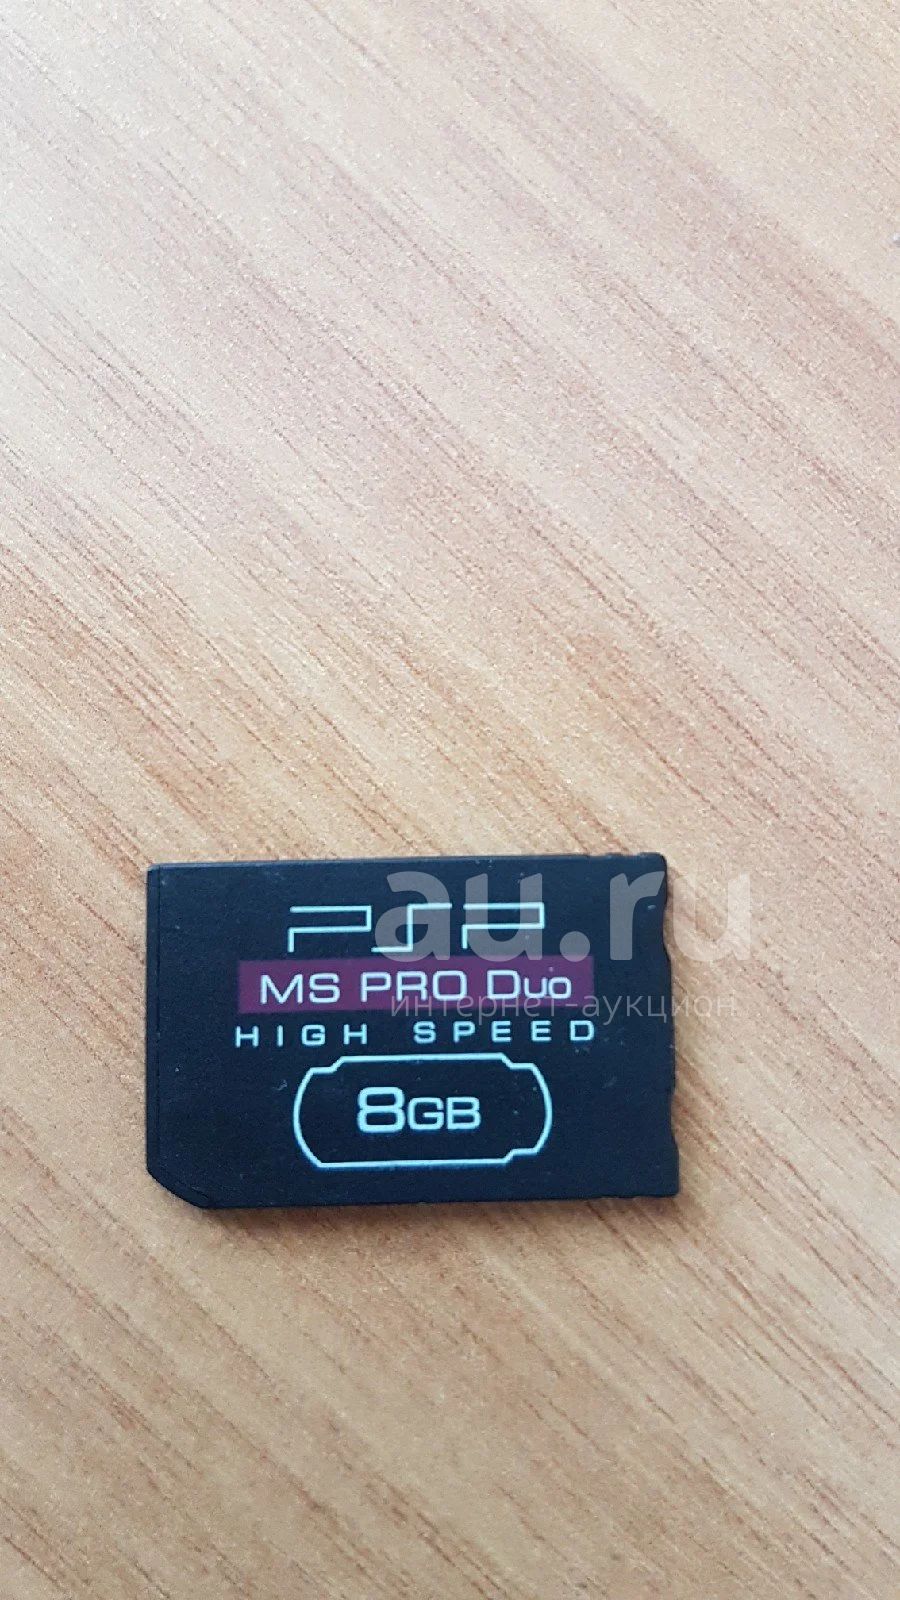 PSP
au.ru
MS PRO Duo
интернет-аукцион
HIGH SPEED
8GB